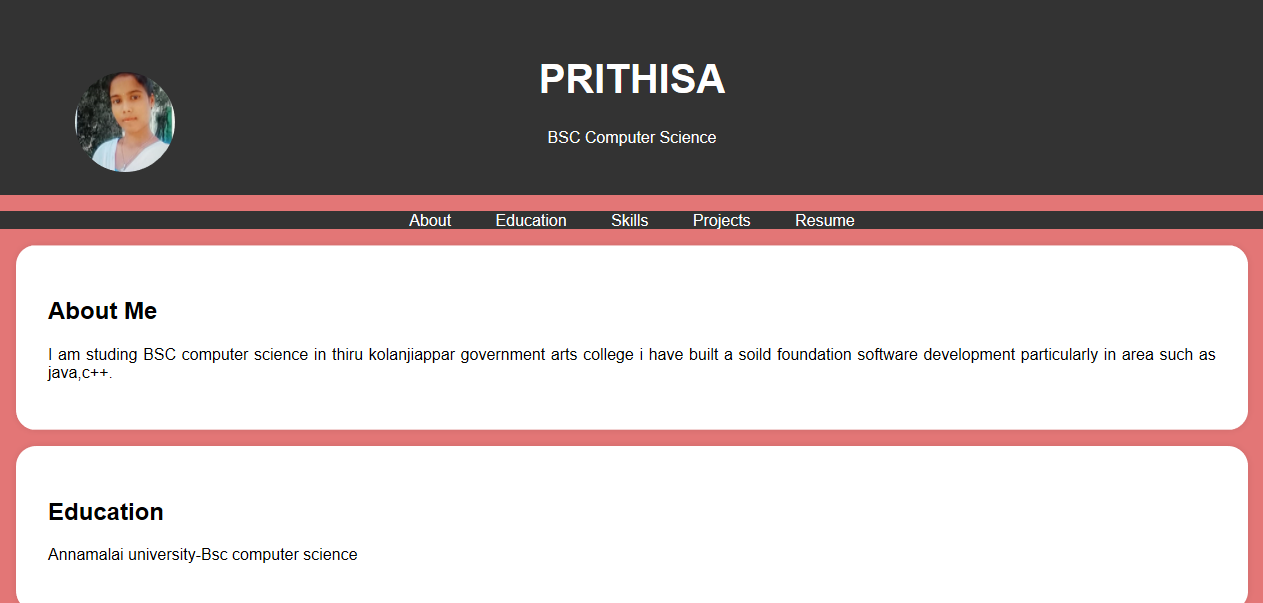 PRITHISA
BSC Computer Science
About Education Skills Projects Resume
About Me
I am studing BSC computer science in thiru kolanjiappar government arts college i have built a soild foundation software development particularly in area such as
java,c++.
Education
Annamalai university-Bsc computer science